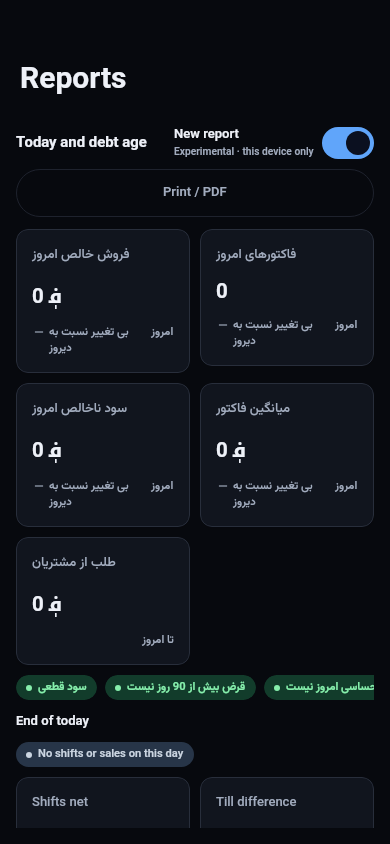 Reports
Today and debt age
New report
Experimental · this device only
Print / PDF
فروش خالص امروز
0 ؋
— بی تغییر نسبت به دیروز
امروز
فاکتورهای امروز
0
— بی تغییر نسبت به دیروز
امروز
سود ناخالص امروز
0 ؋
— بی تغییر نسبت به دیروز
امروز
میانگین فاکتور
0 ؋
— بی تغییر نسبت به دیروز
امروز
طلب از مشتریان
0 ؋
تا امروز
سود قطعی
قرض بیش از 90 روز نیست
حساسی امروز نیست
End of today
No shifts or sales on this day
Shifts net
Till difference